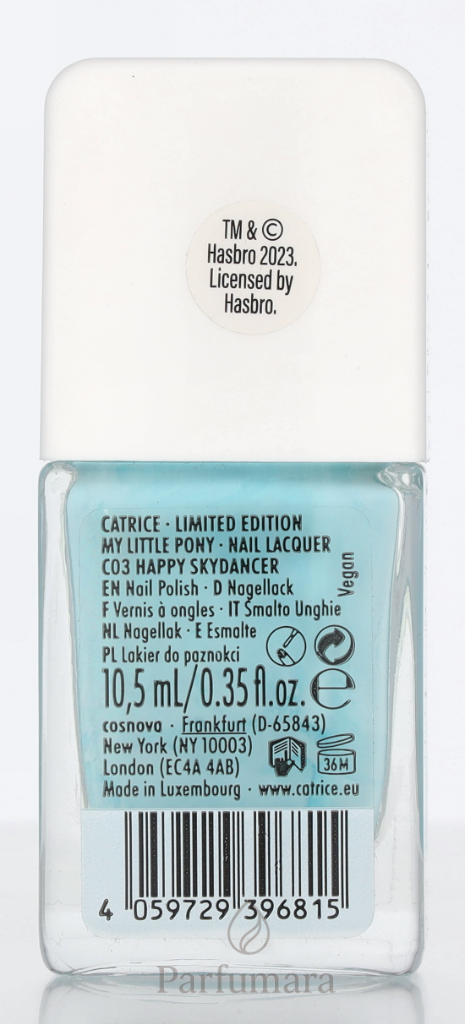 TM & ©
Hasbro 2023.
Licensed by
Hasbro.
CATRICE · LIMITED EDITION
MY LITTLE PONY · NAIL LACQUER
C03 HAPPY SKYDANCER
EN Nail Polish · D Nagellack
F Vernis à ongles · IT Smalto Unghie
NL Nagellak · E Esmalte
PL Lakier do paznokci
Vegan
10,5 mL/0.35 fl.oz. ℮
cosnova · Frankfurt (D-65843)
New York (NY 10003)
London (EC4A 4AB)
36M
Made in Luxembourg · www.catrice.eu
4 059729 396815
Parfumara